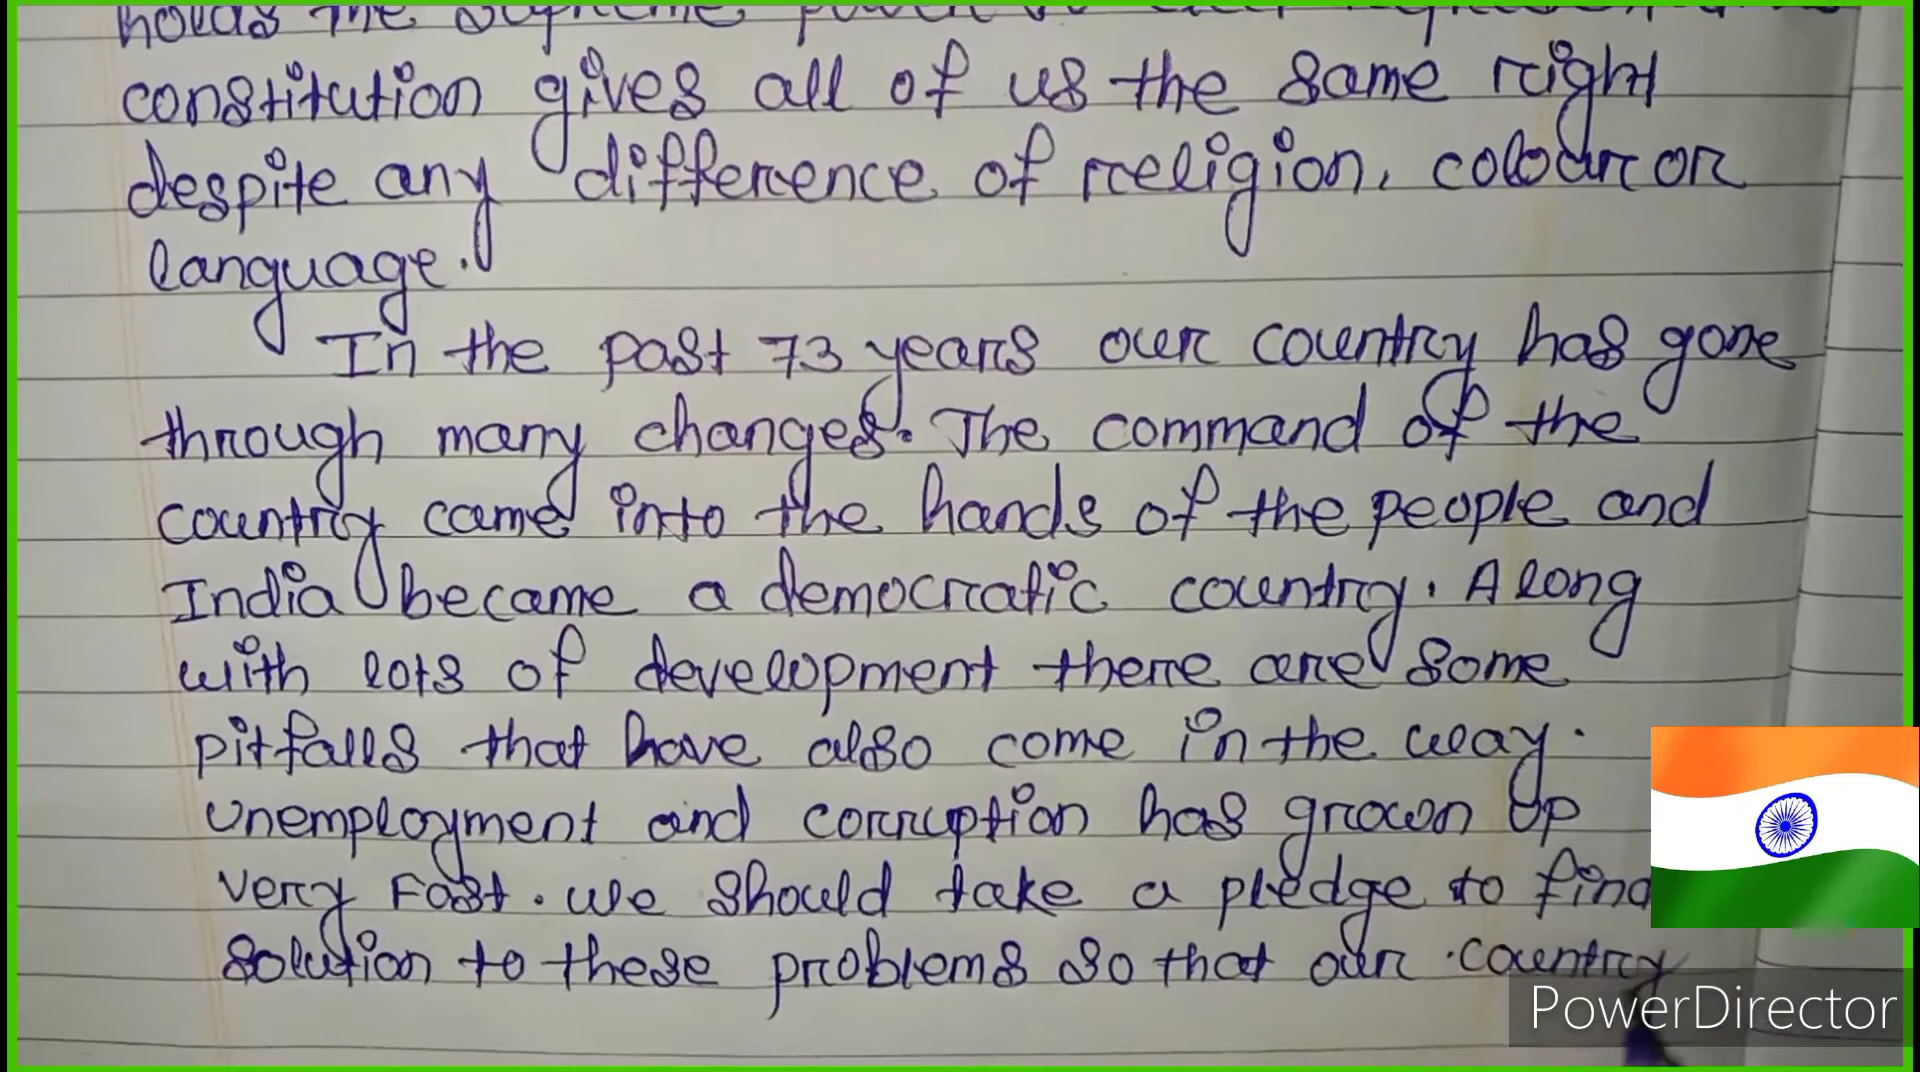 holds the supreme power
constitution gives all of us the same right
despite any difference of religion, colour or
language.
In the past 73 years our country has gone
through many changes. The command of the
country came into the hands of the people and
India became a democratic country. Along
with lots of development there are some
pitfalls that have also come in the way.
Unemployment and corruption has grown up
very Fast. We should take a pledge to find
solution to these problems so that our country
PowerDirector